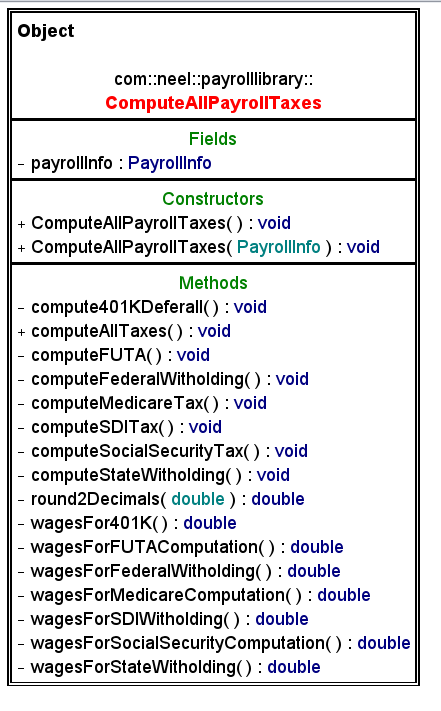 Object
com::neel::payrolllibrary::
ComputeAllPayrollTaxes
Fields
- payrollInfo : PayrollInfo
Constructors
+ ComputeAllPayrollTaxes( ) : void
+ ComputeAllPayrollTaxes( PayrollInfo ) : void
Methods
- compute401KDeferall( ) : void
+ computeAllTaxes( ) : void
- computeFUTA( ) : void
- computeFederalWitholding( ) : void
- computeMedicareTax( ) : void
- computeSDITax( ) : void
- computeSocialSecurityTax( ) : void
- computeStateWitholding( ) : void
- round2Decimals( double ) : double
- wagesFor401K( ) : double
- wagesForFUTAComputation( ) : double
- wagesForFederalWitholding( ) : double
- wagesForMedicareComputation( ) : double
- wagesForSDIWitholding( ) : double
- wagesForSocialSecurityComputation( ) : double
- wagesForStateWitholding( ) : double